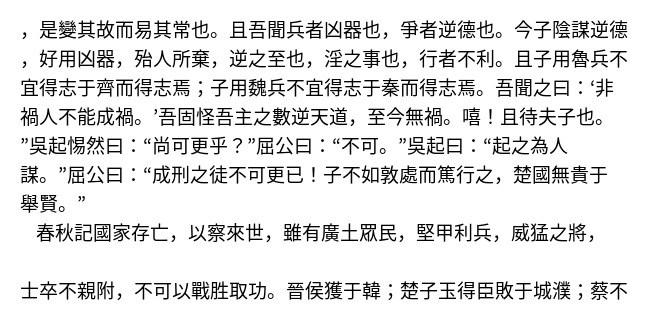 ，是變其故而易其常也。且吾聞兵者凶器也，爭者逆德也。今子陰謀逆德
，好用凶器，殆人所棄，逆之至也，淫之事也，行者不利。且子用魯兵不
宜得志于齊而得志焉；子用魏兵不宜得志于秦而得志焉。吾聞之曰：‘非
禍人不能成禍。’吾固怪吾主之數逆天道，至今無禍。嘻！且待夫子也。
”吳起惕然曰：“尚可更乎？”屈公曰：“不可。”吳起曰：“起之為人
謀。”屈公曰：“成刑之徒不可更已！子不如敦處而篤行之，楚國無貴于
舉賢。”
春秋記國家存亡，以察來世，雖有廣土眾民，堅甲利兵，威猛之將，
士卒不親附，不可以戰胜取功。晉侯獲于韓；楚子玉得臣敗于城濮；蔡不